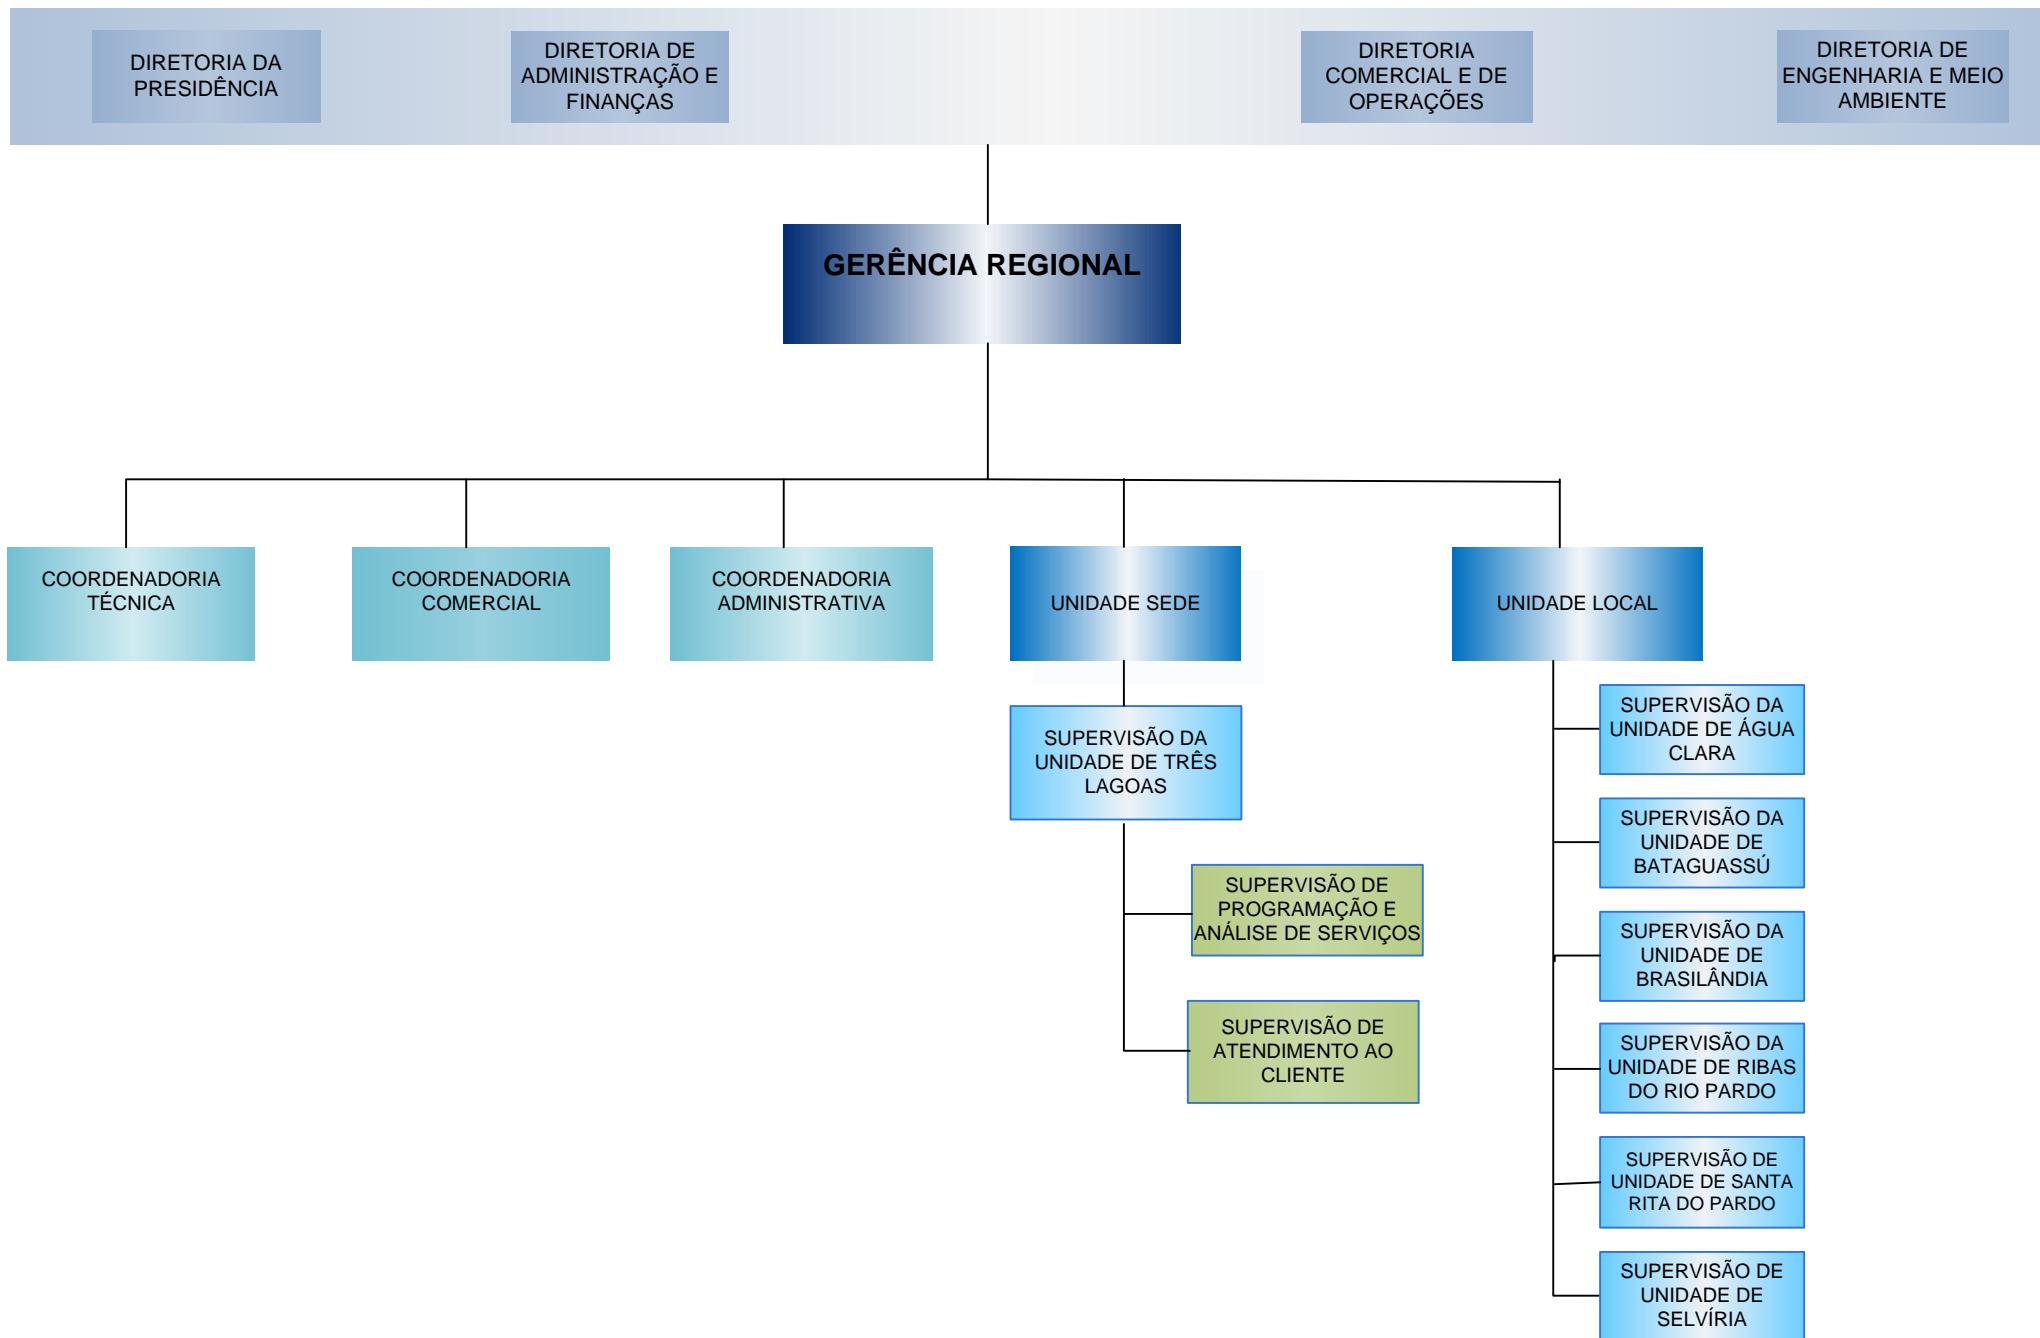 DIRETORIA DA
PRESIDÊNCIA
DIRETORIA DE
ADMINISTRAÇÃO E
FINANÇAS
DIRETORIA
COMERCIAL E DE
OPERAÇÕES
DIRETORIA DE
ENGENHARIA E MEIO
AMBIENTE
GERÊNCIA REGIONAL
COORDENADORIA
TÉCNICA
COORDENADORIA
COMERCIAL
COORDENADORIA
ADMINISTRATIVA
UNIDADE SEDE
UNIDADE LOCAL
SUPERVISÃO DA
UNIDADE DE TRÊS
LAGOAS
SUPERVISÃO DE
PROGRAMAÇÃO E
ANÁLISE DE SERVIÇOS
SUPERVISÃO DE
ATENDIMENTO AO
CLIENTE
SUPERVISÃO DA
UNIDADE DE ÁGUA
CLARA
SUPERVISÃO DA
UNIDADE DE
BATAGUASSÚ
SUPERVISÃO DA
UNIDADE DE
BRASILÂNDIA
SUPERVISÃO DA
UNIDADE DE RIBAS
DO RIO PARDO
SUPERVISÃO DE
UNIDADE DE SANTA
RITA DO PARDO
SUPERVISÃO DE
UNIDADE DE
SELVÍRIA